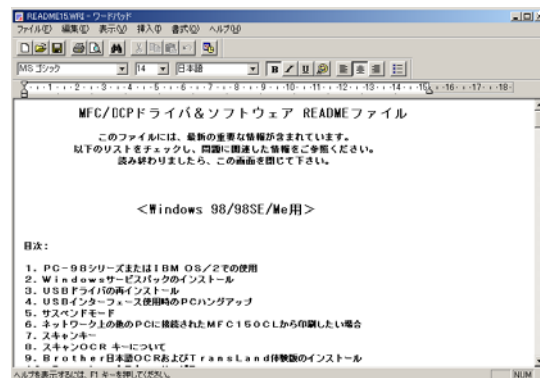 README15.WRI - ワードパッド
ファイル(F) 編集(E) 表示(V) 挿入(I) 書式(O) ヘルプ(H)
MS ゴシック 14 日本語 B I U
1 2 3 4 5 6 7 8 9 10 11 12 13 14 15 16 17 18
MFC/DCPドライバ&ソフトウェア READMEファイル
このファイルには、最新の重要な情報が含まれています。
以下のリストをチェックし、問題に関連した情報をご参照ください。
読み終わりましたら、この画面を閉じて下さい。
<Windows 98/98SE/Me用>
目次:
1. PC-98シリーズまたはIBM OS/2での使用
2. Windowsサービスパックのインストール
3. USBドライバの再インストール
4. USBインターフェース使用時のPCハングアップ
5. サスペンドモード
6. ネットワーク上の他のPCに接続されたMFC150CLから印刷したい場合
7. スキャンキー
8. スキャンOCR キーについて
9. Brother日本語OCRおよびTransLand体験版のインストール
ヘルプを表示するには、F1 キーを押してください。 NUM